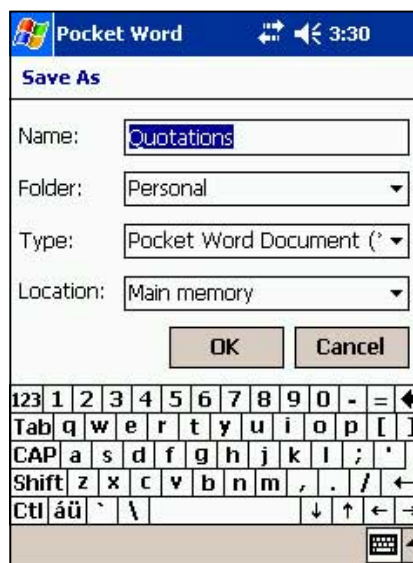 Pocket Word 3:30
Save As
Name: Quotations
Folder: Personal
Type: Pocket Word Document (*
Location: Main memory
OK Cancel
123 1 2 3 4 5 6 7 8 9 0 - =
Tab q w e r t y u i o p [ ]
CAP a s d f g h j k l ; '
Shift z x c v b n m , . / ←
Ctl áü ` \ ↓ ↑ ← →